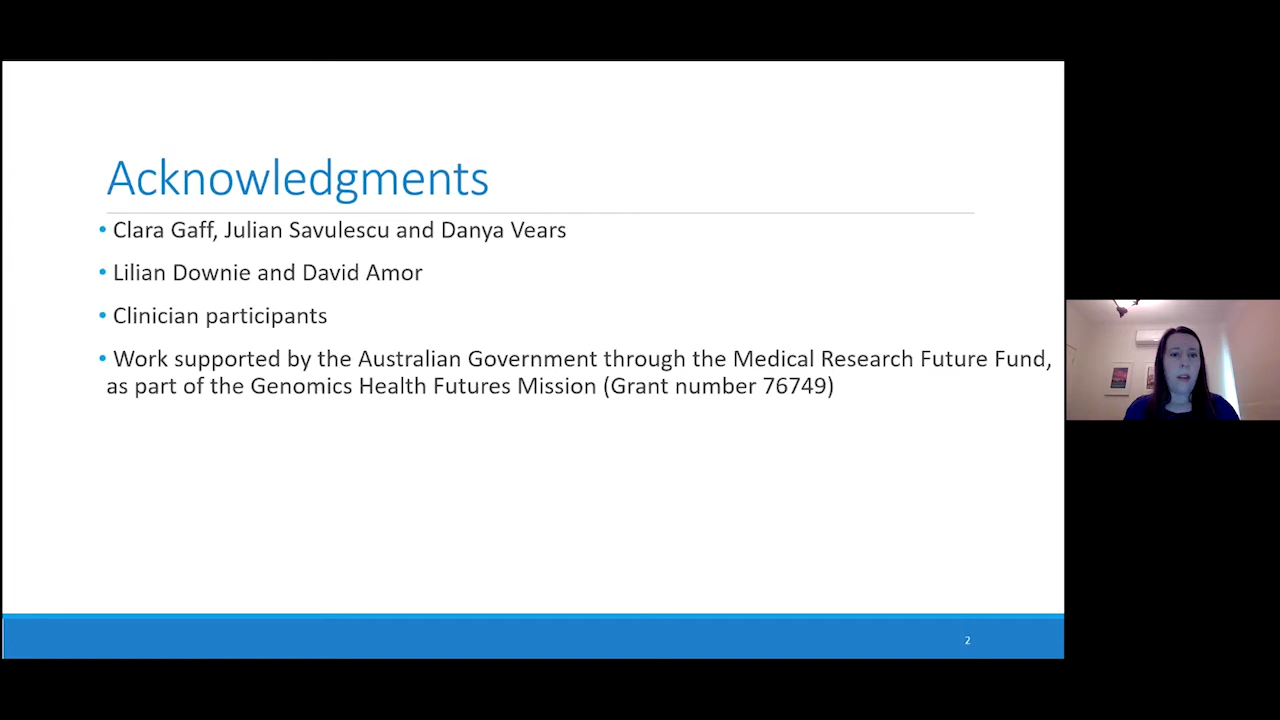 Acknowledgments
• Clara Gaff, Julian Savulescu and Danya Vears
• Lilian Downie and David Amor
• Clinician participants
• Work supported by the Australian Government through the Medical Research Future Fund,
as part of the Genomics Health Futures Mission (Grant number 76749)
2